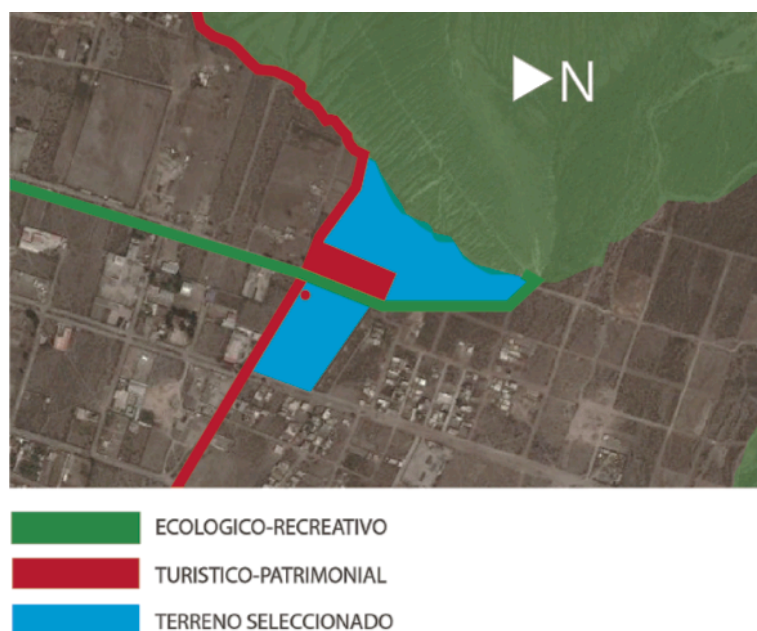 N
ECOLOGICO-RECREATIVO
TURISTICO-PATRIMONIAL
TERRENO SELECCIONADO